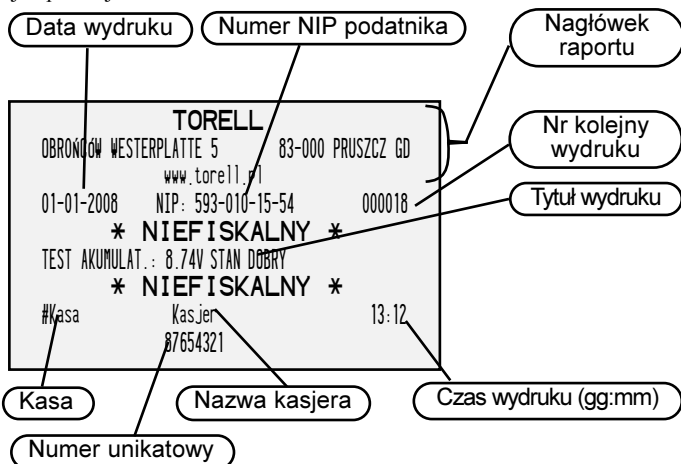 Data wydruku
Numer NIP podatnika
Nagłówek
raportu
TORELL
OBROŃCÓW WESTERPLATTE 5 83-000 PRUSZCZ GD
www.torell.pl
Nr kolejny
wydruku
01-01-2008 NIP: 593-010-15-54 000018
Tytuł wydruku
* NIEFISKALNY *
TEST AKUMULAT.: 8.74V STAN DOBRY
* NIEFISKALNY *
#Kasa Kasjer 13:12
87654321
Kasa
Nazwa kasjera
Czas wydruku (gg:mm)
Numer unikatowy